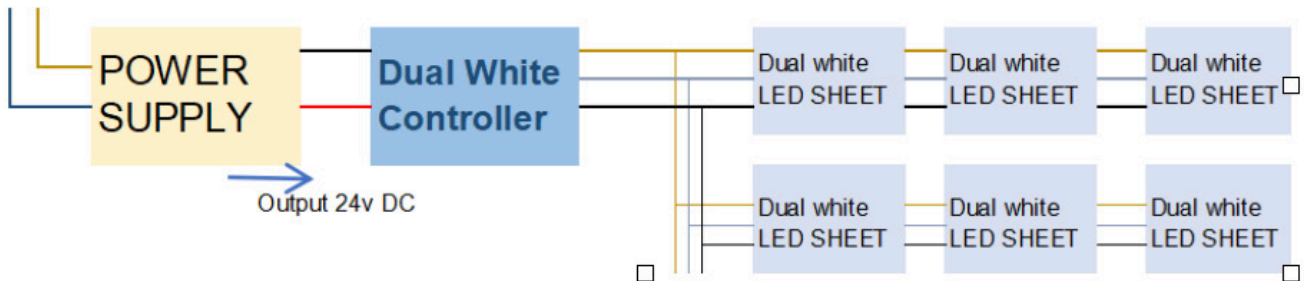 POWER
SUPPLY
Dual White
Controller
Output 24v DC
Dual white
LED SHEET
Dual white
LED SHEET
Dual white
LED SHEET
Dual white
LED SHEET
Dual white
LED SHEET
Dual white
LED SHEET